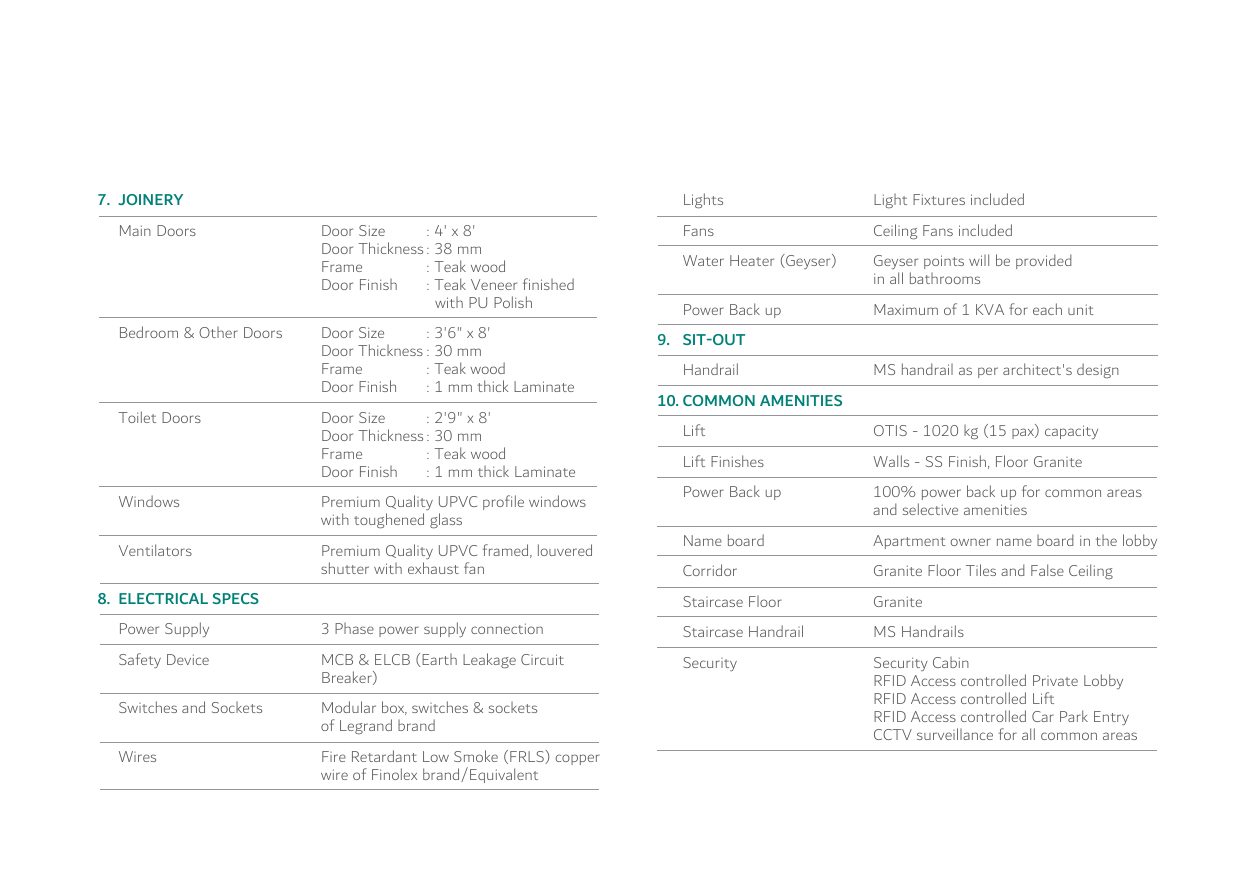 7. JOINERY
Main Doors
Door Size : 4' x 8'
Door Thickness : 38 mm
Frame : Teak wood
Door Finish : Teak Veneer finished
with PU Polish
Bedroom & Other Doors
Door Size : 3'6" x 8'
Door Thickness : 30 mm
Frame : Teak wood
Door Finish : 1 mm thick Laminate
Toilet Doors
Door Size : 2'9" x 8'
Door Thickness : 30 mm
Frame : Teak wood
Door Finish : 1 mm thick Laminate
Windows
Premium Quality UPVC profile windows
with toughened glass
Ventilators
Premium Quality UPVC framed, louvered
shutter with exhaust fan
8. ELECTRICAL SPECS
Power Supply
3 Phase power supply connection
Safety Device
MCB & ELCB (Earth Leakage Circuit
Breaker)
Switches and Sockets
Modular box, switches & sockets
of Legrand brand
Wires
Fire Retardant Low Smoke (FRLS) copper
wire of Finolex brand/Equivalent
Lights
Light Fixtures included
Fans
Ceiling Fans included
Water Heater (Geyser)
Geyser points will be provided
in all bathrooms
Power Back up
Maximum of 1 KVA for each unit
9. SIT-OUT
Handrail
MS handrail as per architect's design
10. COMMON AMENITIES
Lift
OTIS - 1020 kg (15 pax) capacity
Lift Finishes
Walls - SS Finish, Floor Granite
Power Back up
100% power back up for common areas
and selective amenities
Name board
Apartment owner name board in the lobby
Corridor
Granite Floor Tiles and False Ceiling
Staircase Floor
Granite
Staircase Handrail
MS Handrails
Security
Security Cabin
RFID Access controlled Private Lobby
RFID Access controlled Lift
RFID Access controlled Car Park Entry
CCTV surveillance for all common areas